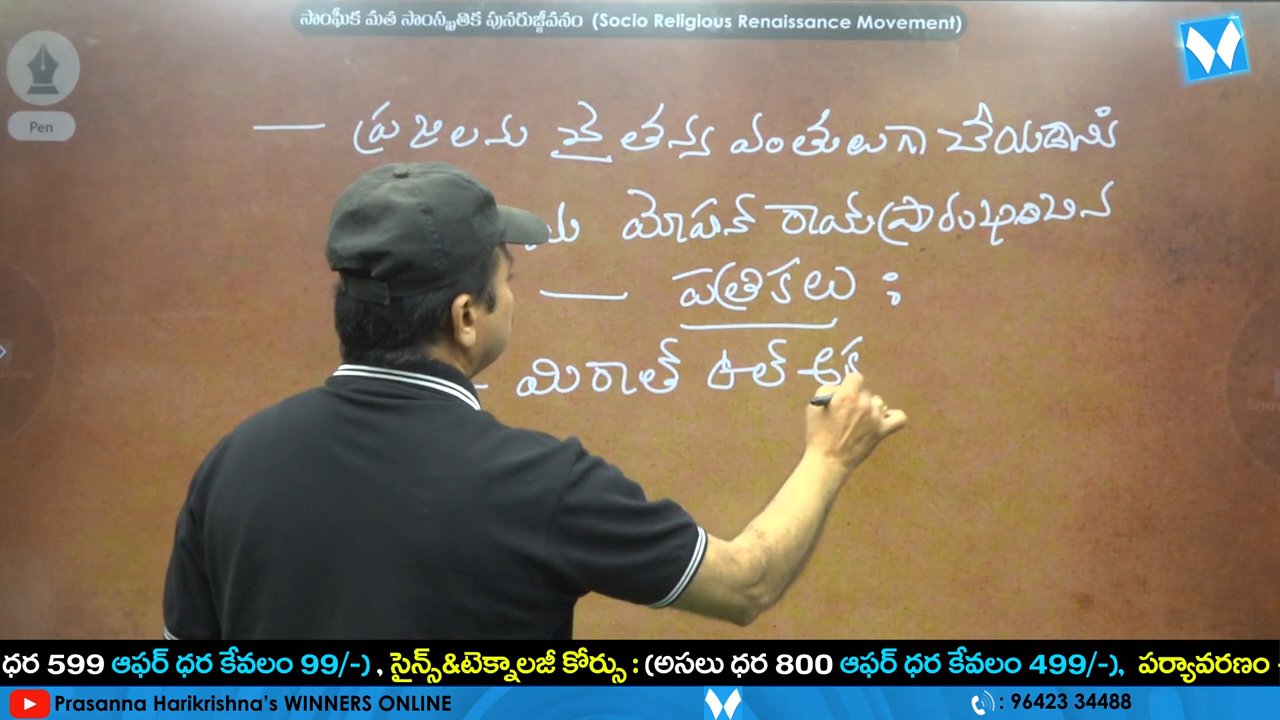 సాంఘీక మత సాంస్కృతిక పునరుజ్జీవనం (Socio Religious Renaissance Movement)
Pen
— ప్రజలను చైతన్య వంతులుగా చేయడానికి
మోహన్ రాయ్ ప్రారంభించిన
— పత్రికలు :
- మిరాత్ ఉల్
ధర 599 ఆఫర్ ధర కేవలం 99/-) , సైన్స్&టెక్నాలజీ కోర్సు : (అసలు ధర 800 ఆఫర్ ధర కేవలం 499/-), పర్యావరణం
Prasanna Harikrishna's WINNERS ONLINE
: 96423 34488